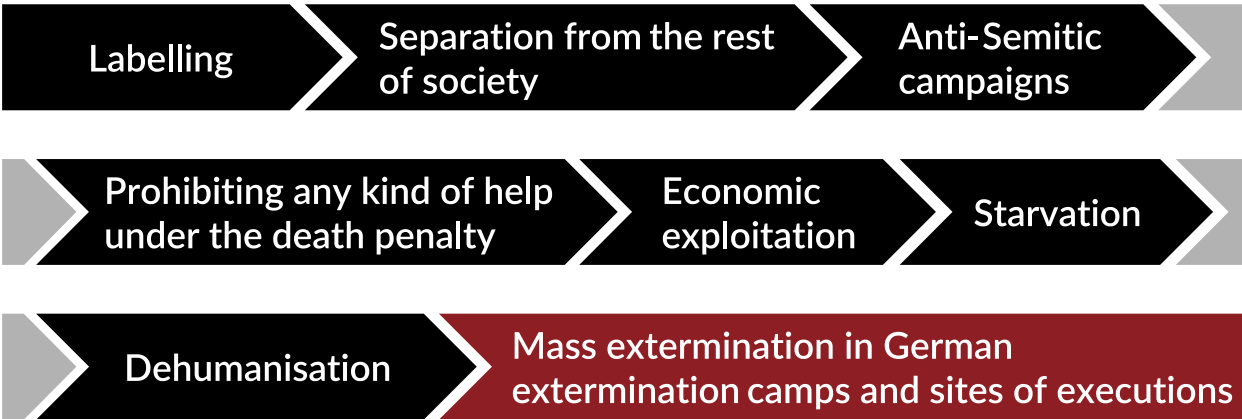 Labelling
Separation from the rest
of society
Anti-Semitic
campaigns
Prohibiting any kind of help
under the death penalty
Economic
exploitation
Starvation
Dehumanisation
Mass extermination in German
extermination camps and sites of executions